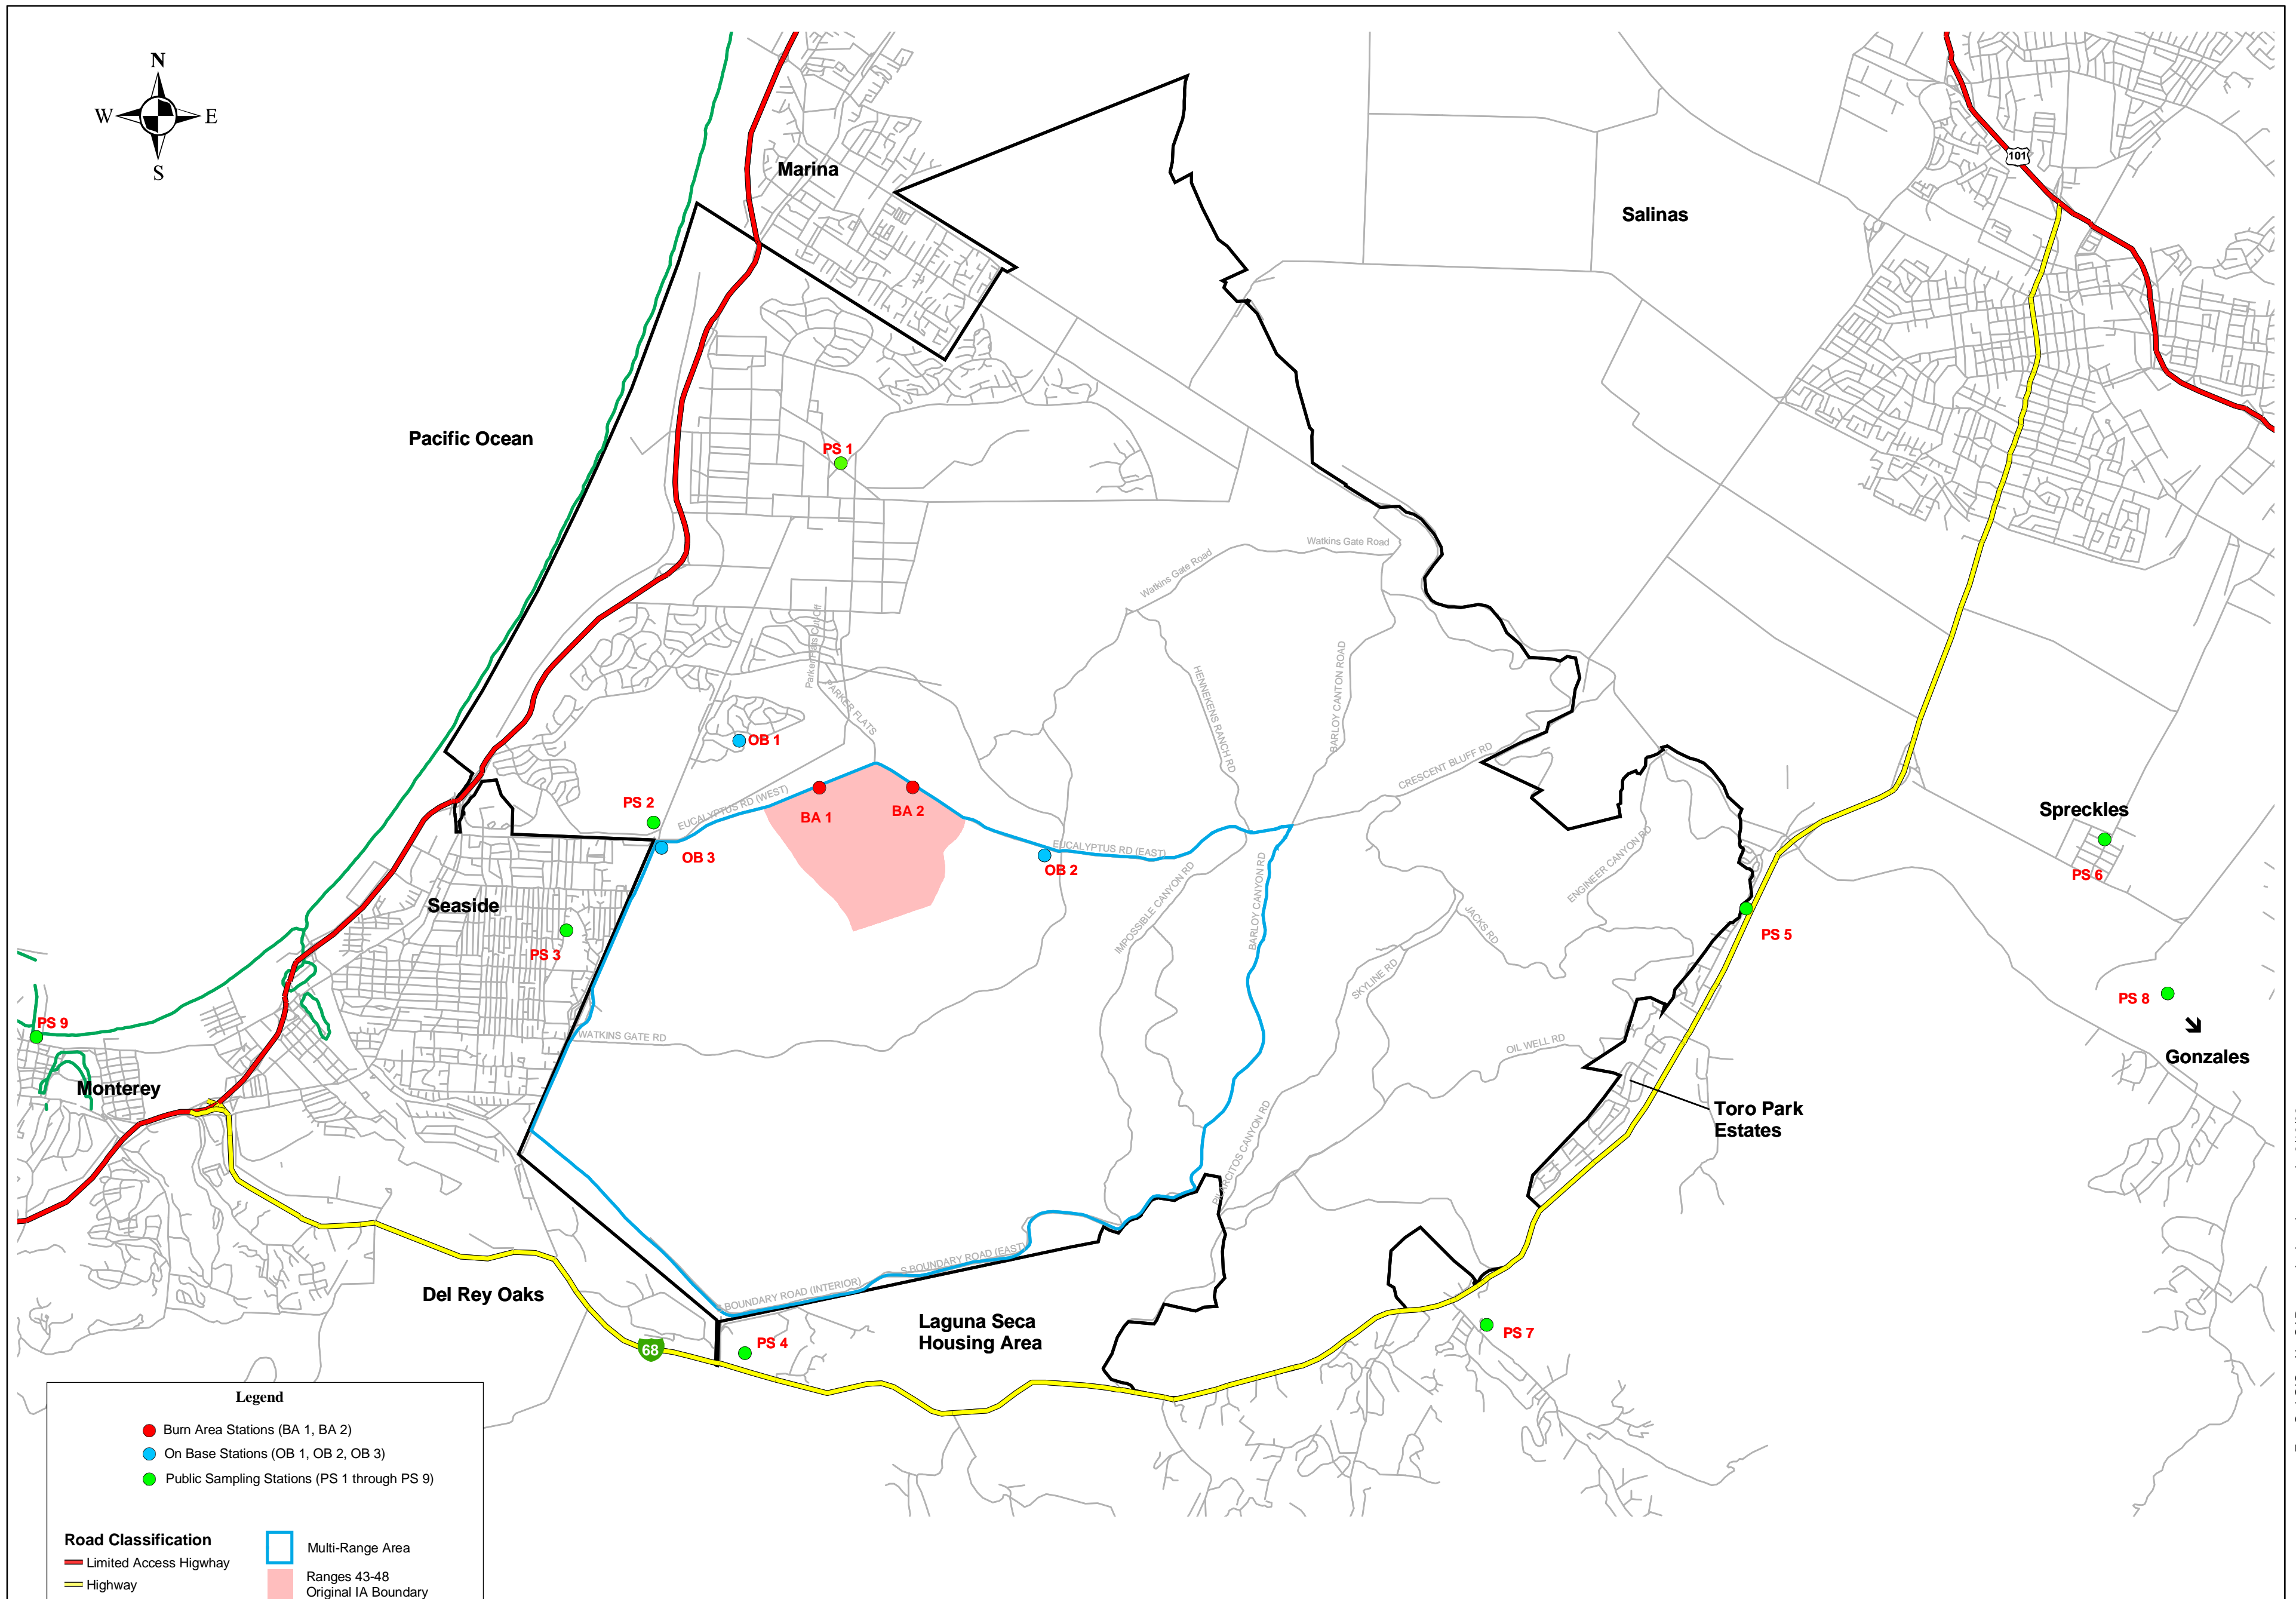 N
W E
S
Marina
101
Salinas
Pacific Ocean
PS 1
Watkins Gate Road
Watkins Gate Road
Parker Flats Cut Off
PARKER FLATS
HENNEKENS RANCH RD
BARLOY CANTON ROAD
OB 1
CRESCENT BLUFF RD
PS 2
EUCALYPTUS RD (WEST)
BA 1
BA 2
Spreckles
OB 3
EUCALYPTUS RD (EAST)
OB 2
ENGINEER CANYON RD
PS 6
Seaside
IMPOSSIBLE CANYON RD
BARLOY CANYON RD
JACKS RD
PS 5
PS 3
SKYLINE RD
PS 8
PS 9
WATKINS GATE RD
OIL WELL RD
Gonzales
Monterey
Toro Park
Estates
PILARCITOS CANYON RD
S BOUNDARY ROAD (EAST)
Del Rey Oaks
BOUNDARY ROAD (INTERIOR)
Laguna Seca
Housing Area
PS 7
68
PS 4
Legend
Burn Area Stations (BA 1, BA 2)
On Base Stations (OB 1, OB 2, OB 3)
Public Sampling Stations (PS 1 through PS 9)
Road Classification
Limited Access Higwhay
Highway
Multi-Range Area
Ranges 43-48
Original IA Boundary